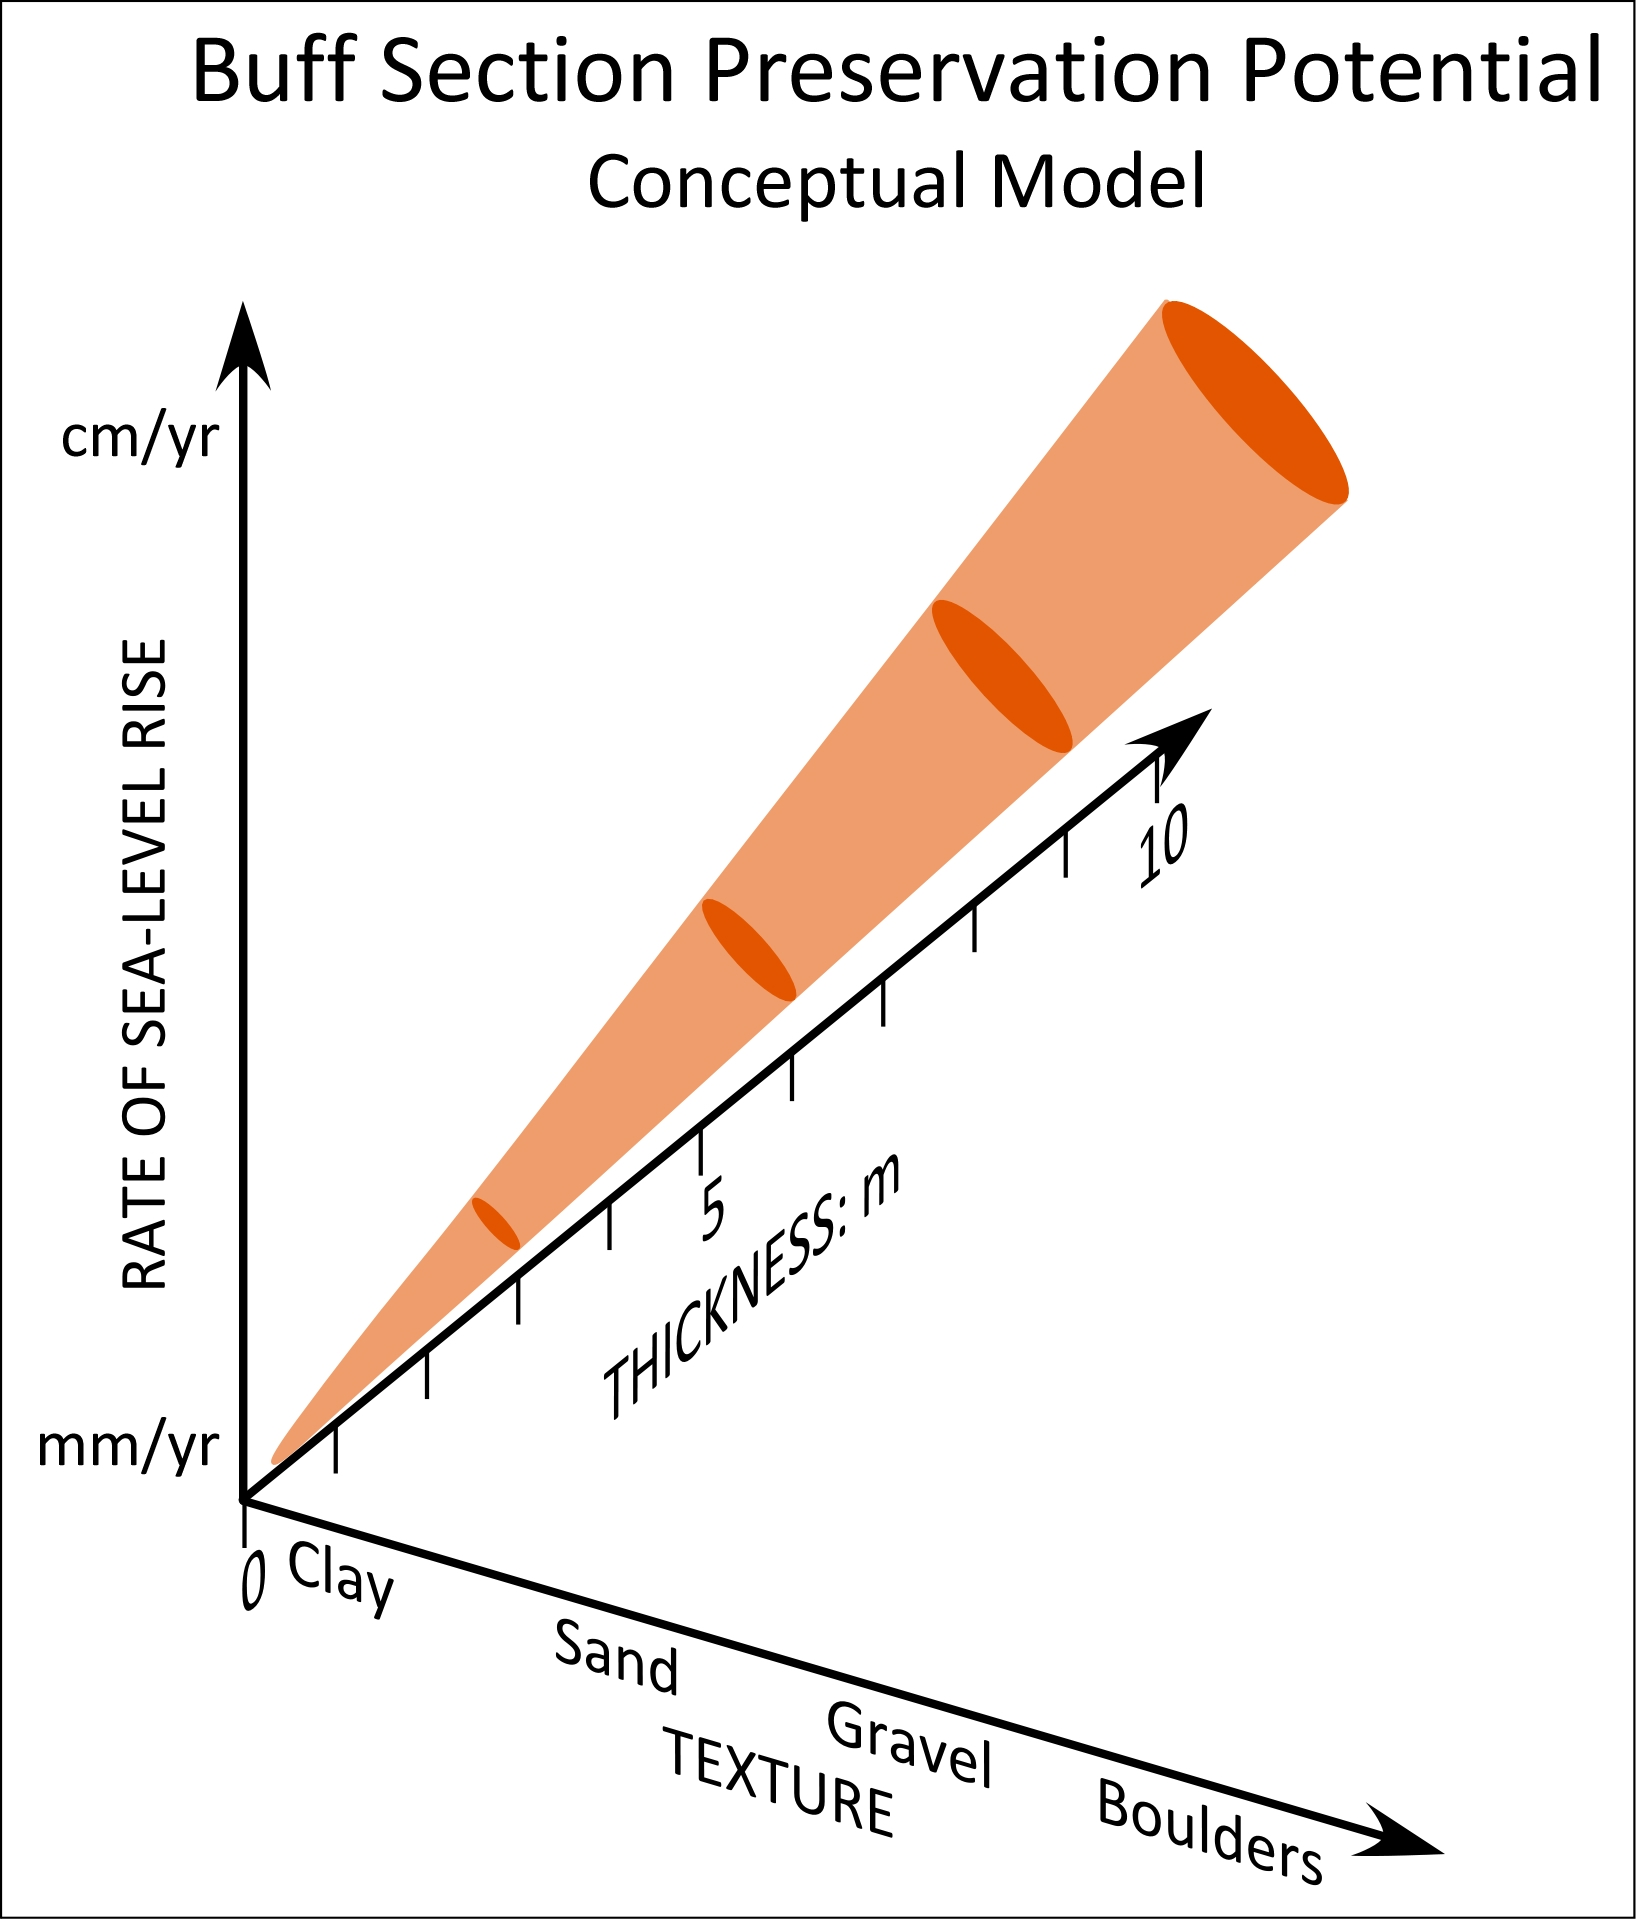 Buff Section Preservation Potential
Conceptual Model
cm/yr
RATE OF SEA-LEVEL RISE
mm/yr
10
5
THICKNESS: m
0
Clay
Sand
Gravel
Boulders
TEXTURE